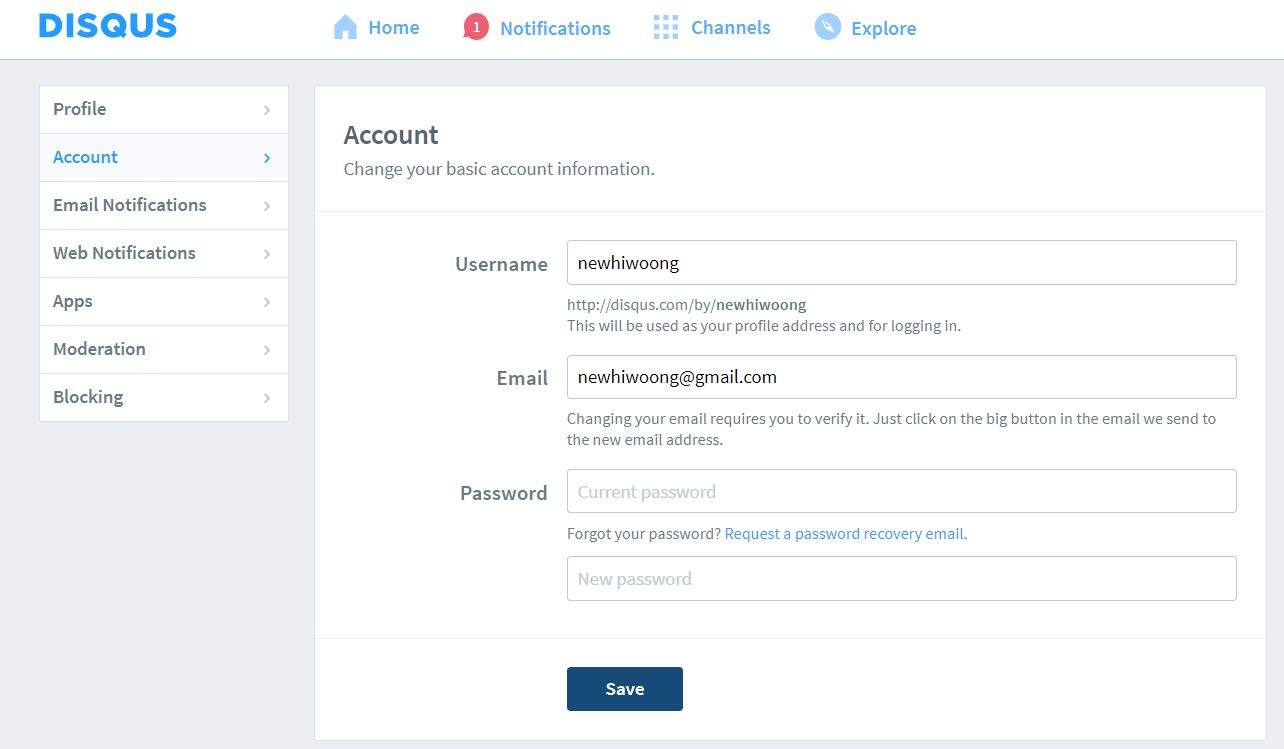 DISQUS
Home
1
Notifications
Channels
Explore
Profile
Account
Email Notifications
Web Notifications
Apps
Moderation
Blocking
Account
Change your basic account information.
Username
newhiwoong
http://disqus.com/by/newhiwoong
This will be used as your profile address and for logging in.
Email
newhiwoong@gmail.com
Changing your email requires you to verify it. Just click on the big button in the email we send to
the new email address.
Password
Current password
Forgot your password? Request a password recovery email.
New password
Save